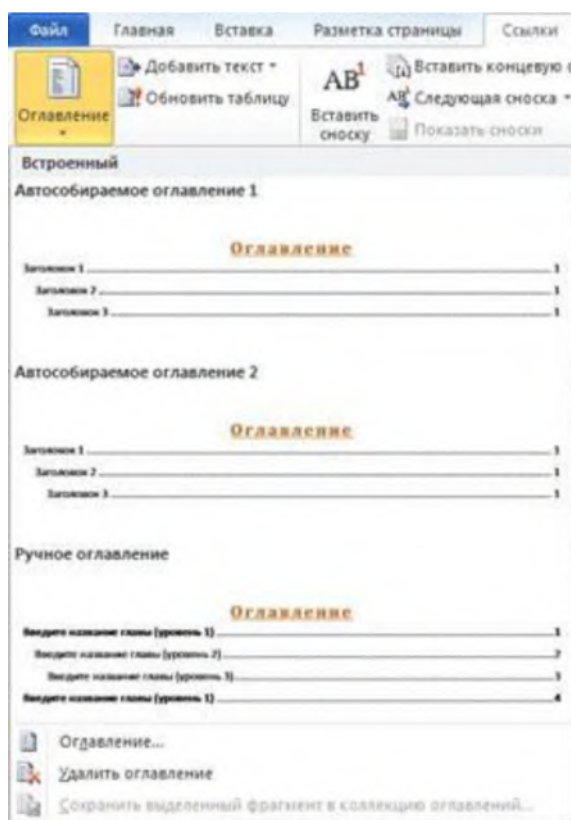 Файл Главная Вставка Разметка страницы Ссылки
Оглавление
Добавить текст
Обновить таблицу
AB1
Вставить сноску
Вставить концевую
Следующая сноска
Показать сноски
Встроенный
Автособираемое оглавление 1
Оглавление
Заголовок 1 1
Заголовок 2 1
Заголовок 3 1
Автособираемое оглавление 2
Оглавление
Заголовок 1 1
Заголовок 2 1
Заголовок 3 1
Ручное оглавление
Оглавление
Введите название главы (уровень 1) 1
Введите название главы (уровень 2) 2
Введите название главы (уровень 3) 3
Введите название главы (уровень 1) 4
Оглавление...
Удалить оглавление
Сохранить выделенный фрагмент в коллекцию оглавлений...